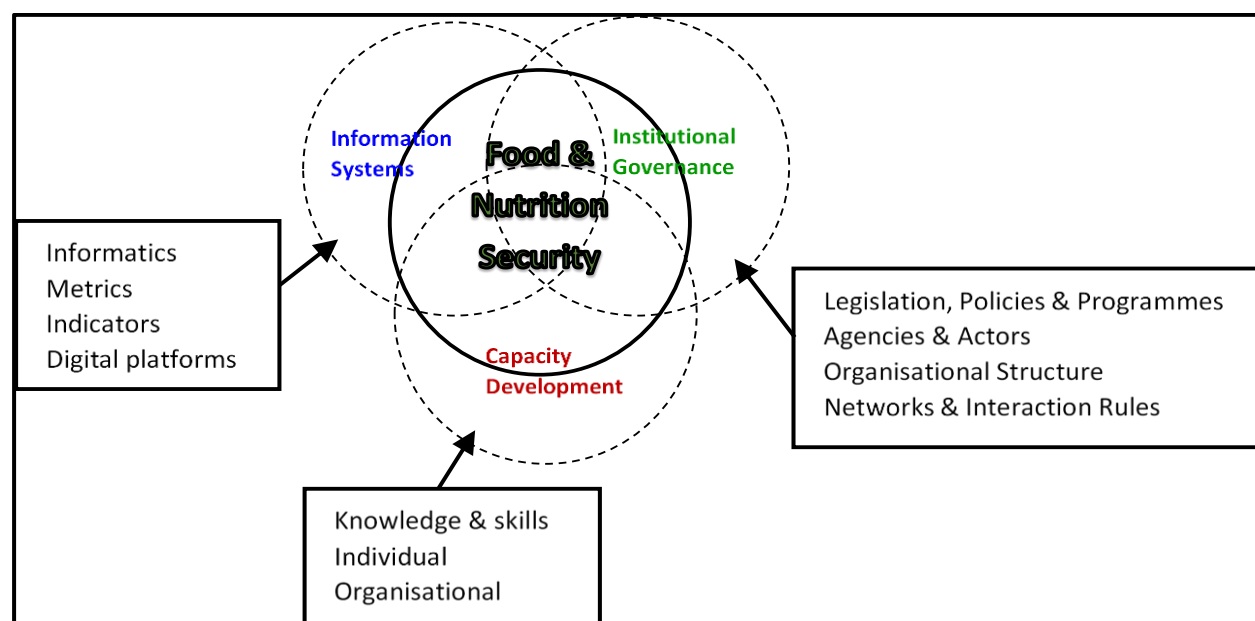 Information
Systems
Food &
Nutrition
Security
Institutional
Governance
Capacity
Development
Informatics
Metrics
Indicators
Digital platforms
Legislation, Policies & Programmes
Agencies & Actors
Organisational Structure
Networks & Interaction Rules
Knowledge & skills
Individual
Organisational